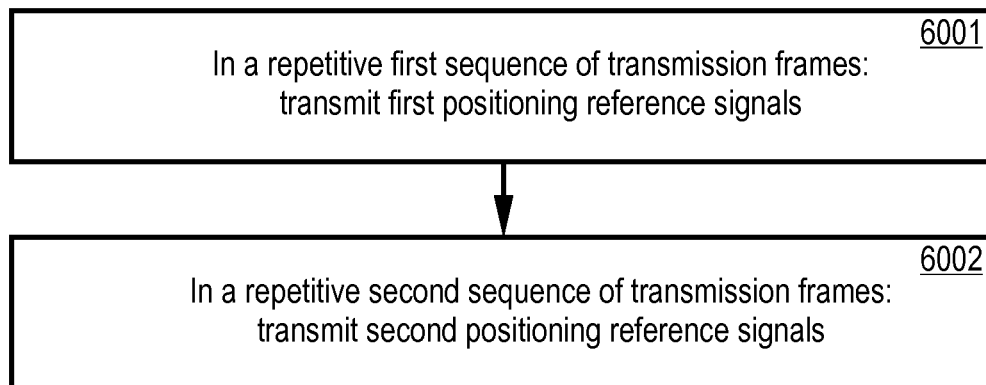 6001
In a repetitive first sequence of transmission frames:
transmit first positioning reference signals
6002
In a repetitive second sequence of transmission frames:
transmit second positioning reference signals